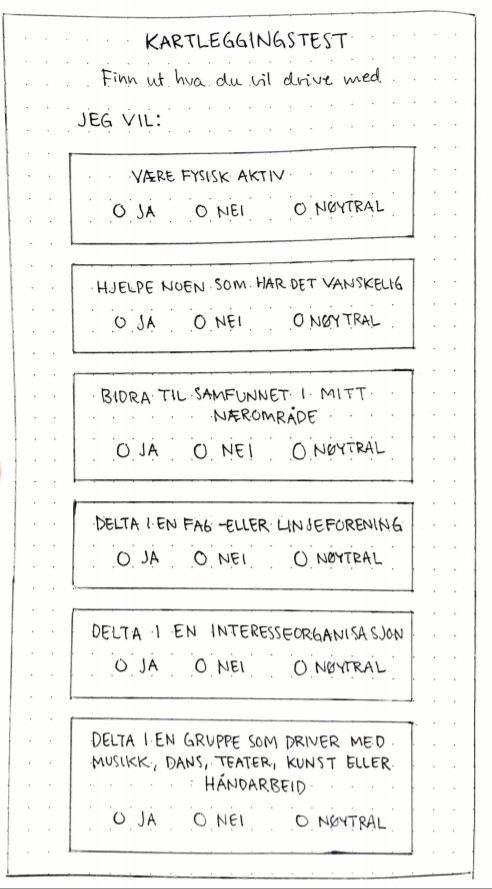 KARTLEGGINGSTEST
Finn ut hva du vil drive med
JEG VIL:
VÆRE FYSISK AKTIV
O JA O NEI O NØYTRAL
HJELPE NOEN SOM HAR DET VANSKELIG
O JA O NEI O NØYTRAL
BIDRA TIL SAMFUNNET I MITT
NÆROMRÅDE
O JA O NEI O NØYTRAL
DELTA I EN FAG-ELLER LINJEFORENING
O JA O NEI O NØYTRAL
DELTA I EN INTERESSEORGANISASJON
O JA O NEI O NØYTRAL
DELTA I EN GRUPPE SOM DRIVER MED
MUSIKK, DANS, TEATER, KUNST ELLER
HÅNDARBEID
O JA O NEI O NØYTRAL